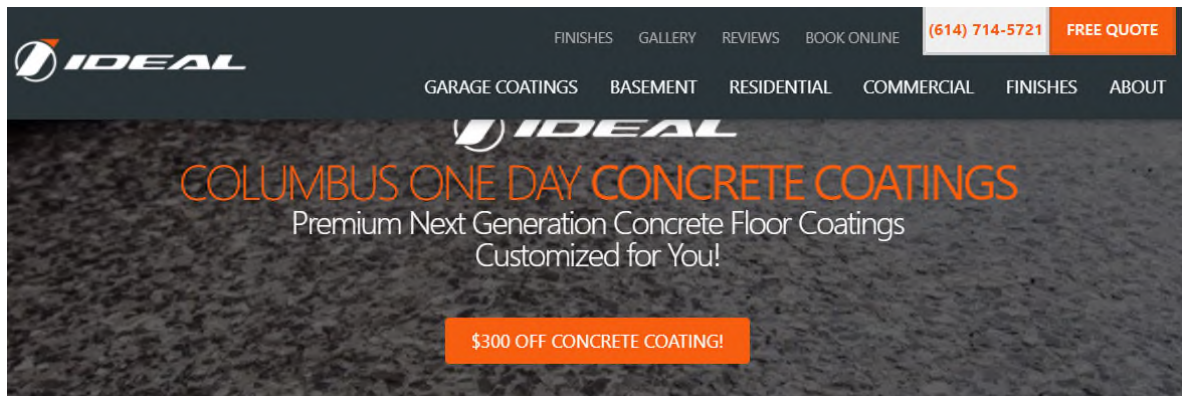 IDEAL
FINISHES GALLERY REVIEWS BOOK ONLINE (614) 714-5721 FREE QUOTE
GARAGE COATINGS BASEMENT RESIDENTIAL COMMERCIAL FINISHES ABOUT
IDEAL
COLUMBUS ONE DAY CONCRETE COATINGS
Premium Next Generation Concrete Floor Coatings
Customized for You!
$300 OFF CONCRETE COATING!